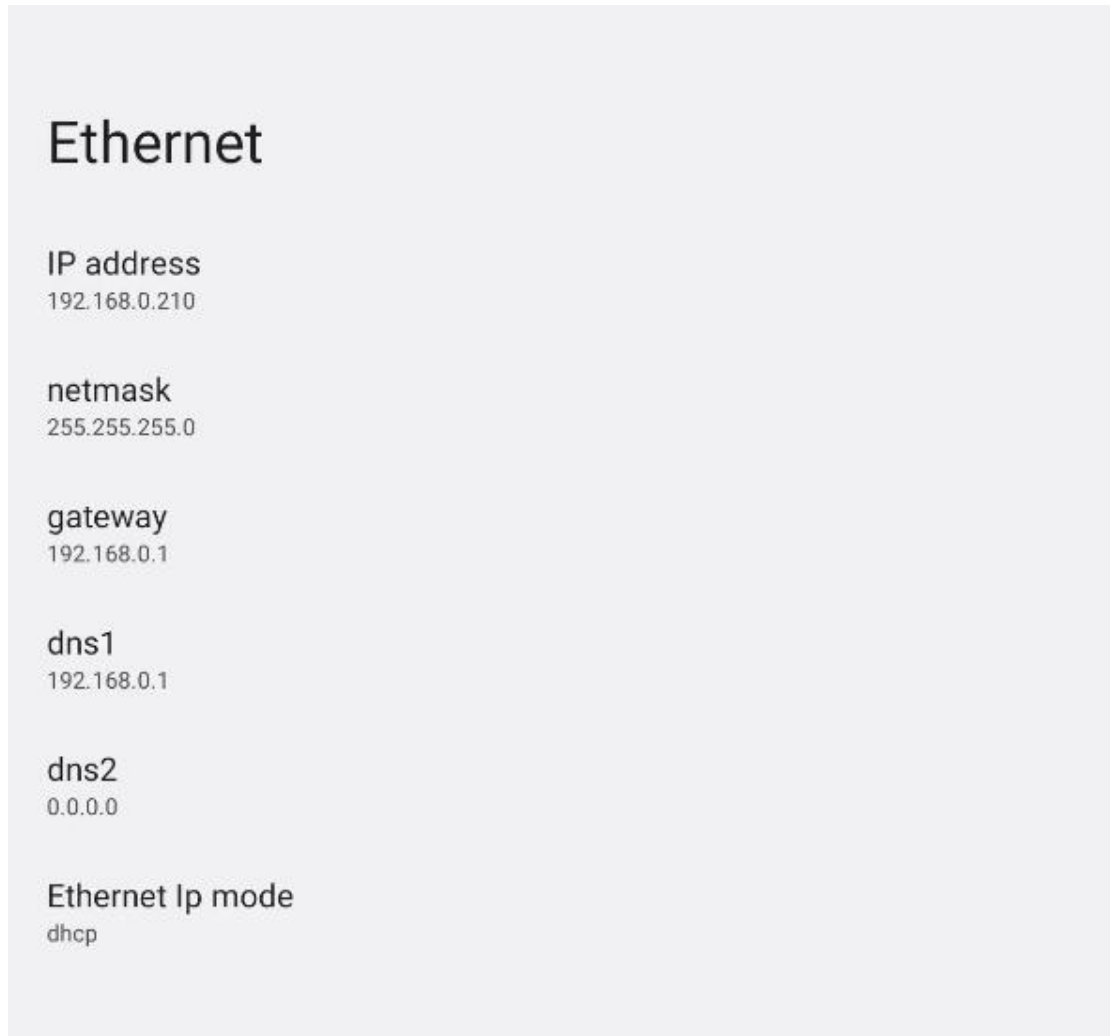 Ethernet
IP address
192.168.0.210
netmask
255.255.255.0
gateway
192.168.0.1
dns1
192.168.0.1
dns2
0.0.0.0
Ethernet Ip mode
dhcp